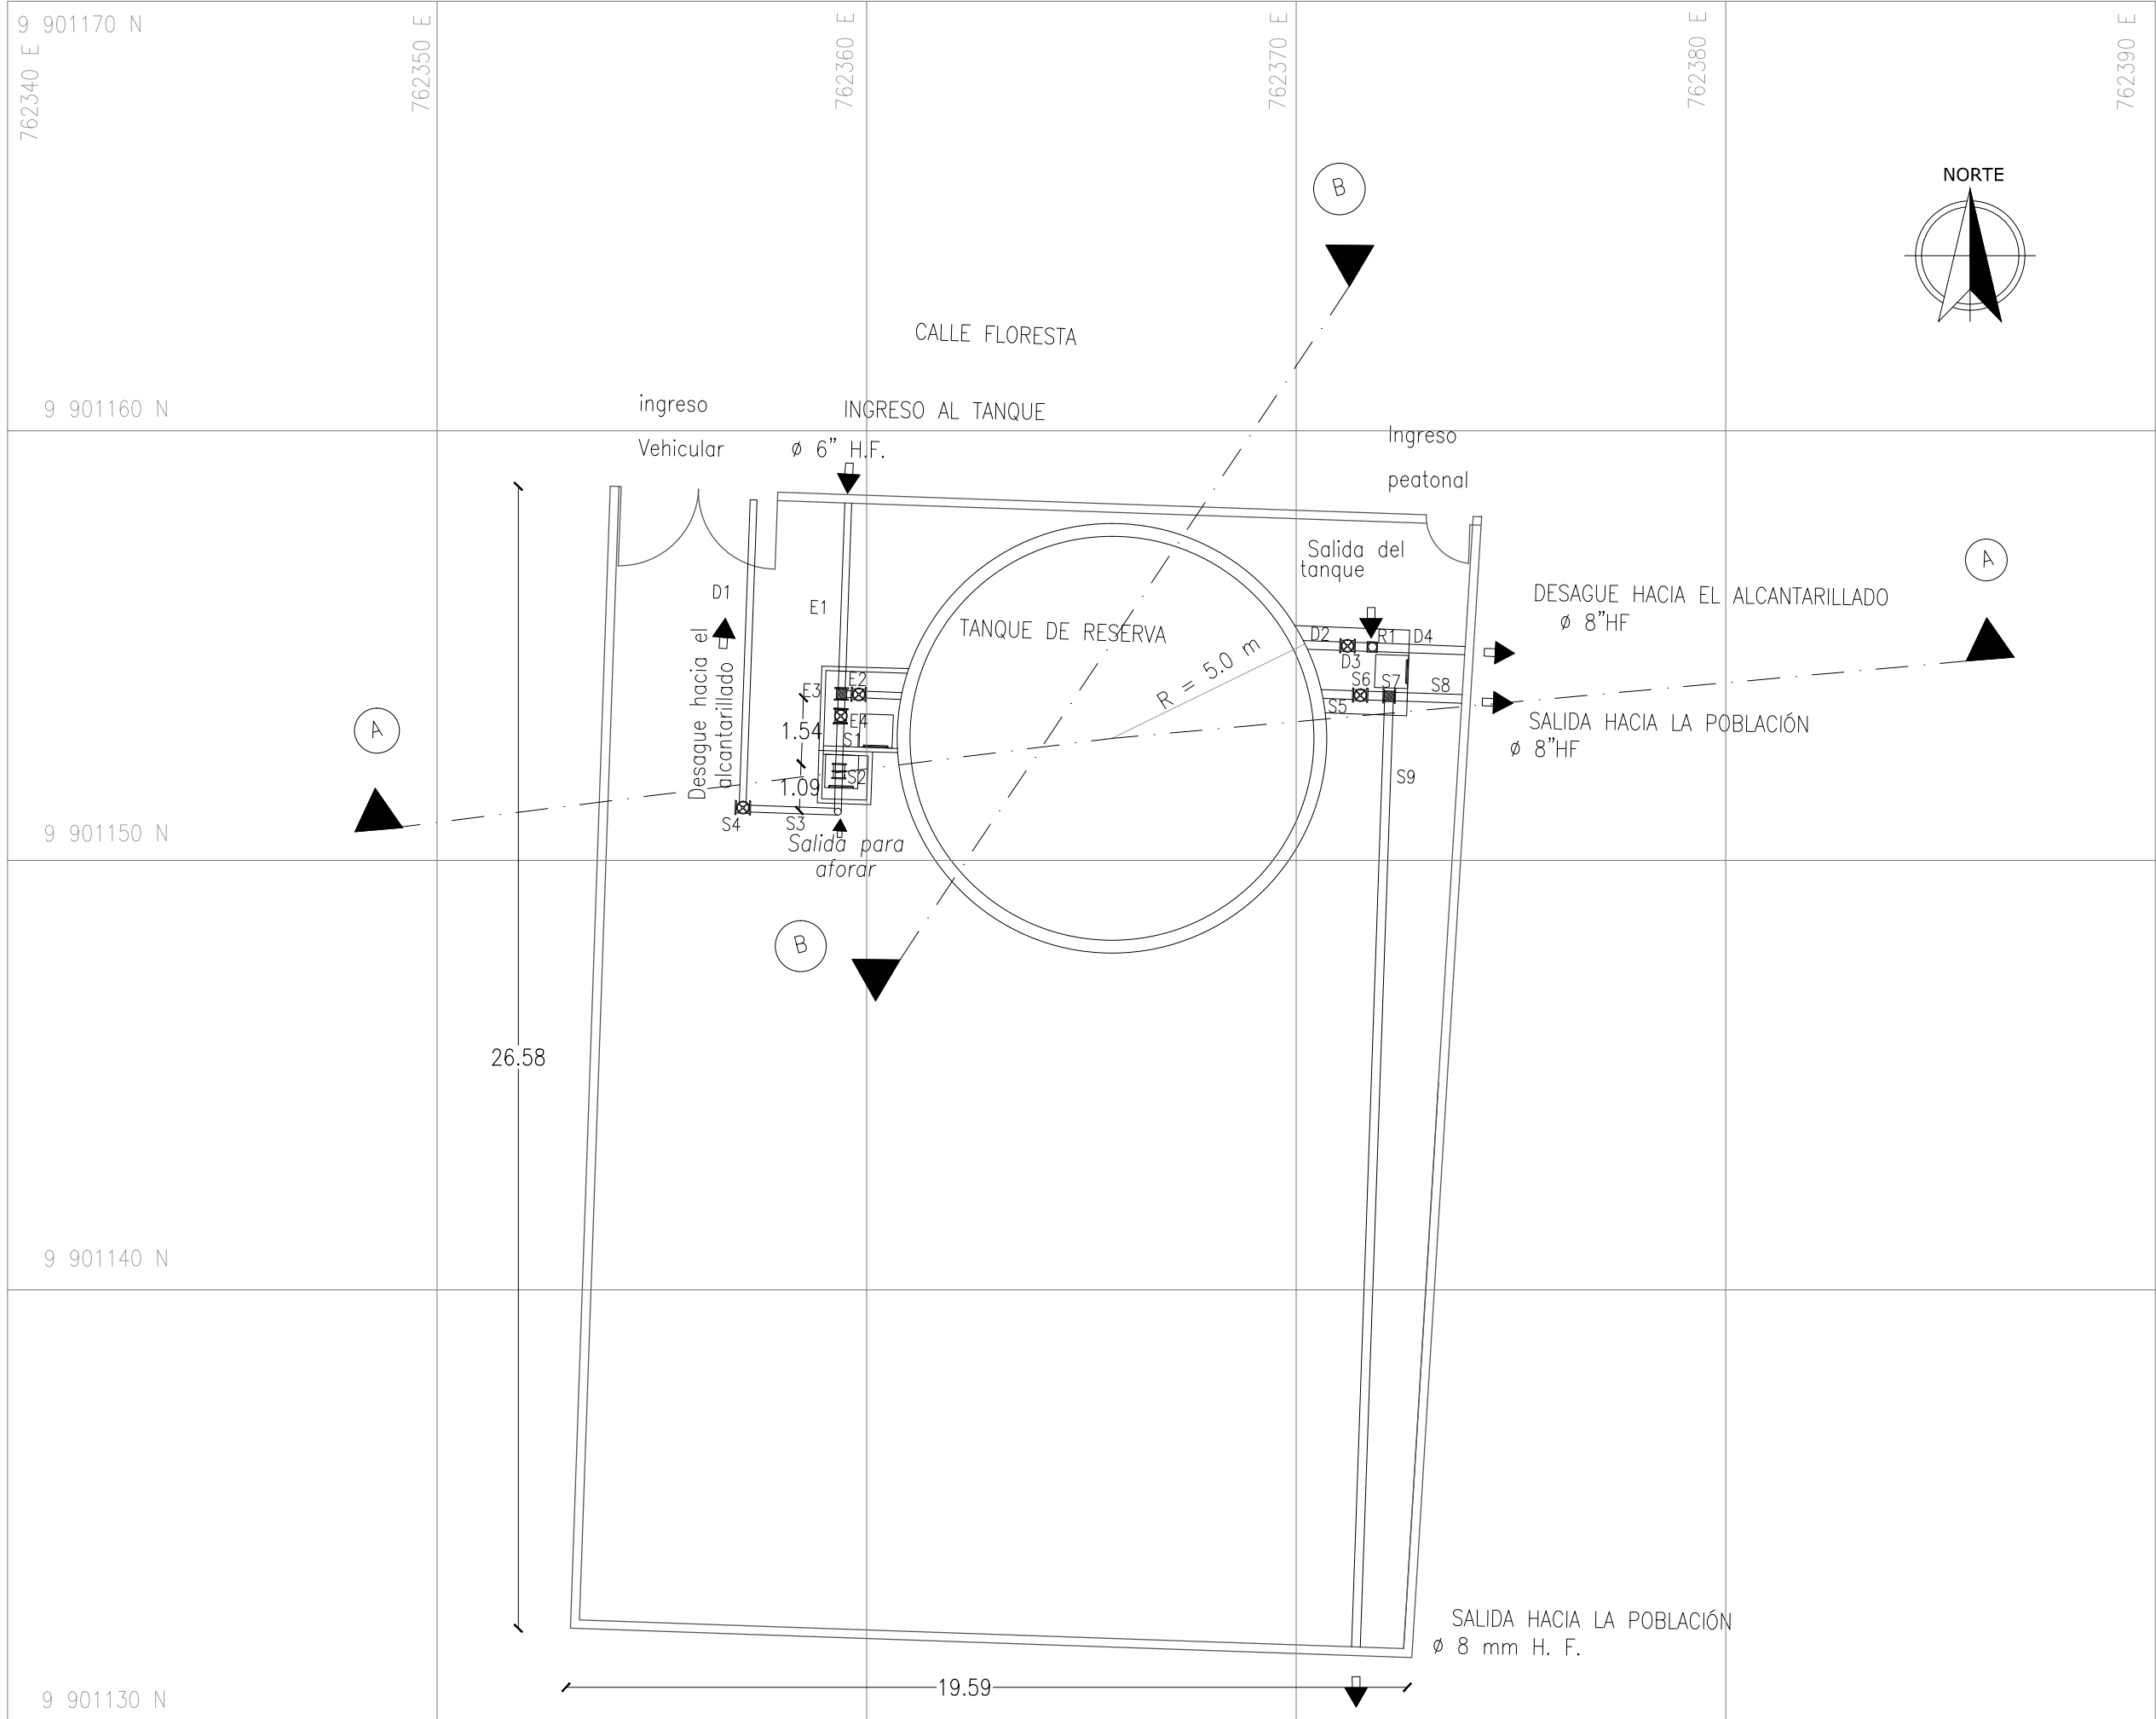 9 901170 N
762340 E
762350 E
762360 E
762370 E
762380 E
762390 E
NORTE
B
CALLE FLORESTA
ingreso
Vehicular
INGRESO AL TANQUE
ø 6" H.F.
9 901160 N
Ingreso
peatonal
Salida del
tanque
A
DESAGUE HACIA EL ALCANTARILLADO
ø 8"HF
D1
E1
TANQUE DE RESERVA
R = 5.0 m
D2
R1
D4
D3
Desague hacia el
alcantarillado
E2
E3
E4
S1
S2
1.54
1.09
S6
S7
S8
S5
SALIDA HACIA LA POBLACIÓN
ø 8"HF
A
S9
S4
S3
Salida para
aforar
9 901150 N
B
26.58
9 901140 N
SALIDA HACIA LA POBLACIÓN
ø 8 mm H. F.
19.59
9 901130 N